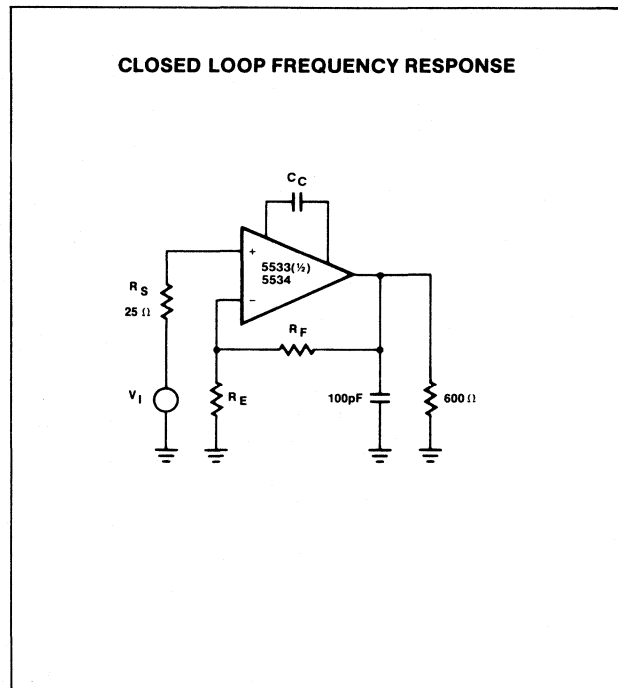 CLOSED LOOP FREQUENCY RESPONSE
CC
+
5533(½)
5534
RS
25 Ω
−
RF
VI
RE
100pF
600 Ω